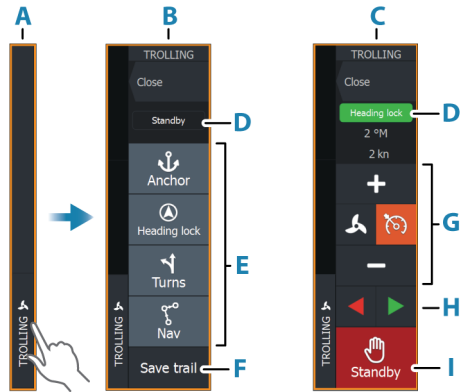 A
B
C
TROLLING
Close
Standby
D
Anchor
Heading lock
Turns
Nav
E
Save trail
F
TROLLING
TROLLING
TROLLING
Close
Heading lock
D
2 °M
2 kn
G
H
Standby
I
TROLLING